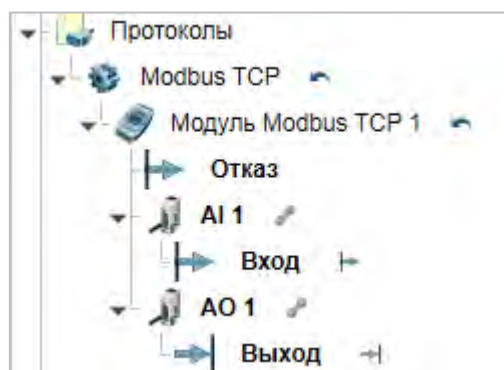 Протоколы
Modbus TCP
Модуль Modbus TCP 1
Отказ
AI 1
Вход
AO 1
Выход